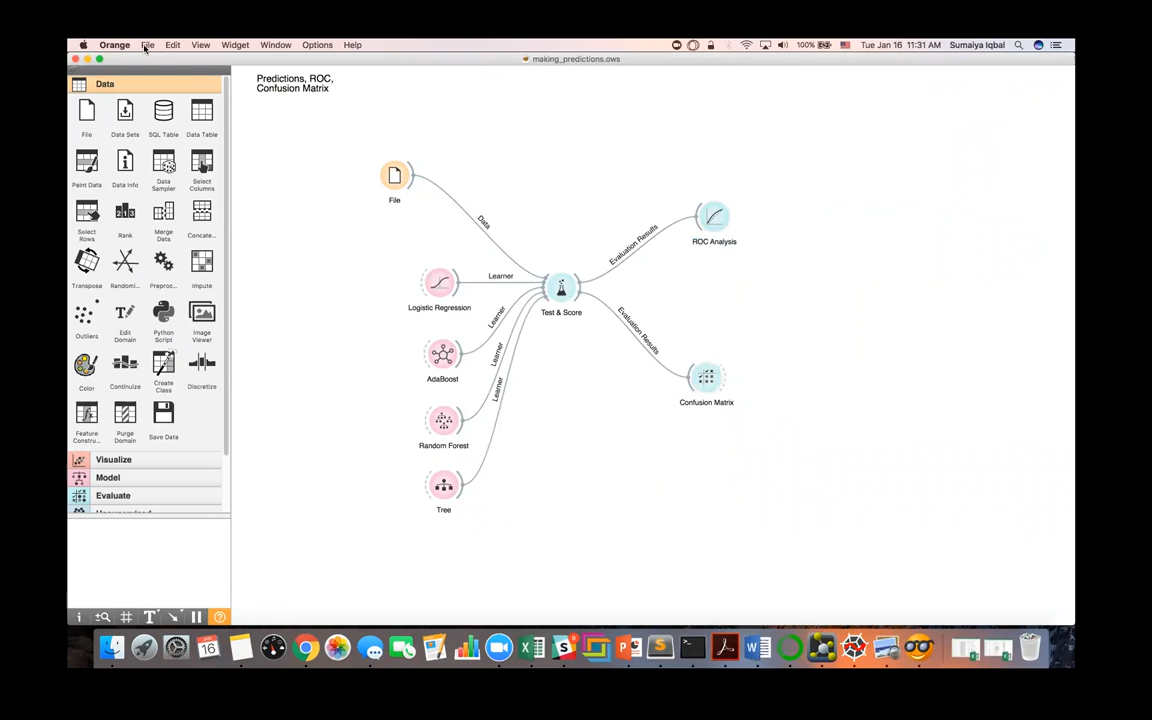 Orange File Edit View Widget Window Options Help 100% Tue Jan 16 11:31 AM Sumaiya Iqbal
making_predictions.ows
Data
File Data Sets SQL Table Data Table
Paint Data Data Info Data Sampler Select Columns
Select Rows Rank Merge Data Concate...
Transpose Randomi... Preproc... Impute
Outliers Edit Domain Python Script Image Viewer
Color Continuize Create Class Discretize
Feature Constru... Purge Domain Save Data
Visualize
Model
Evaluate
Predictions, ROC,
Confusion Matrix
File
Data
Learner
Logistic Regression
Learner
AdaBoost
Learner
Random Forest
Learner
Tree
Test & Score
Evaluation Results
ROC Analysis
Evaluation Results
Confusion Matrix
JAN
16